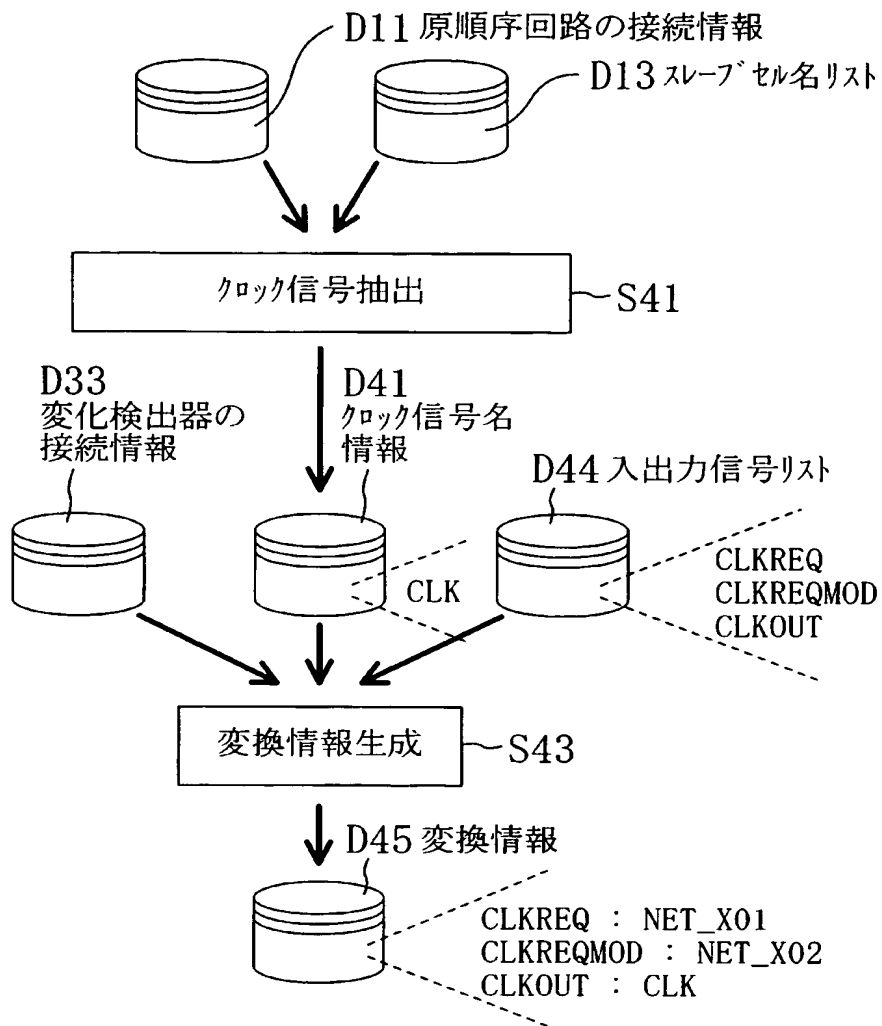 D11 原順序回路の接続情報
D13 ｽﾚｰﾌﾞｾﾙ名ﾘｽﾄ
ｸﾛｯｸ信号抽出
S41
D33
変化検出器の
接続情報
D41
ｸﾛｯｸ信号名
情報
D44 入出力信号ﾘｽﾄ
CLK
CLKREQ
CLKREQMOD
CLKOUT
変換情報生成
S43
D45 変換情報
CLKREQ : NET_X01
CLKREQMOD : NET_X02
CLKOUT : CLK